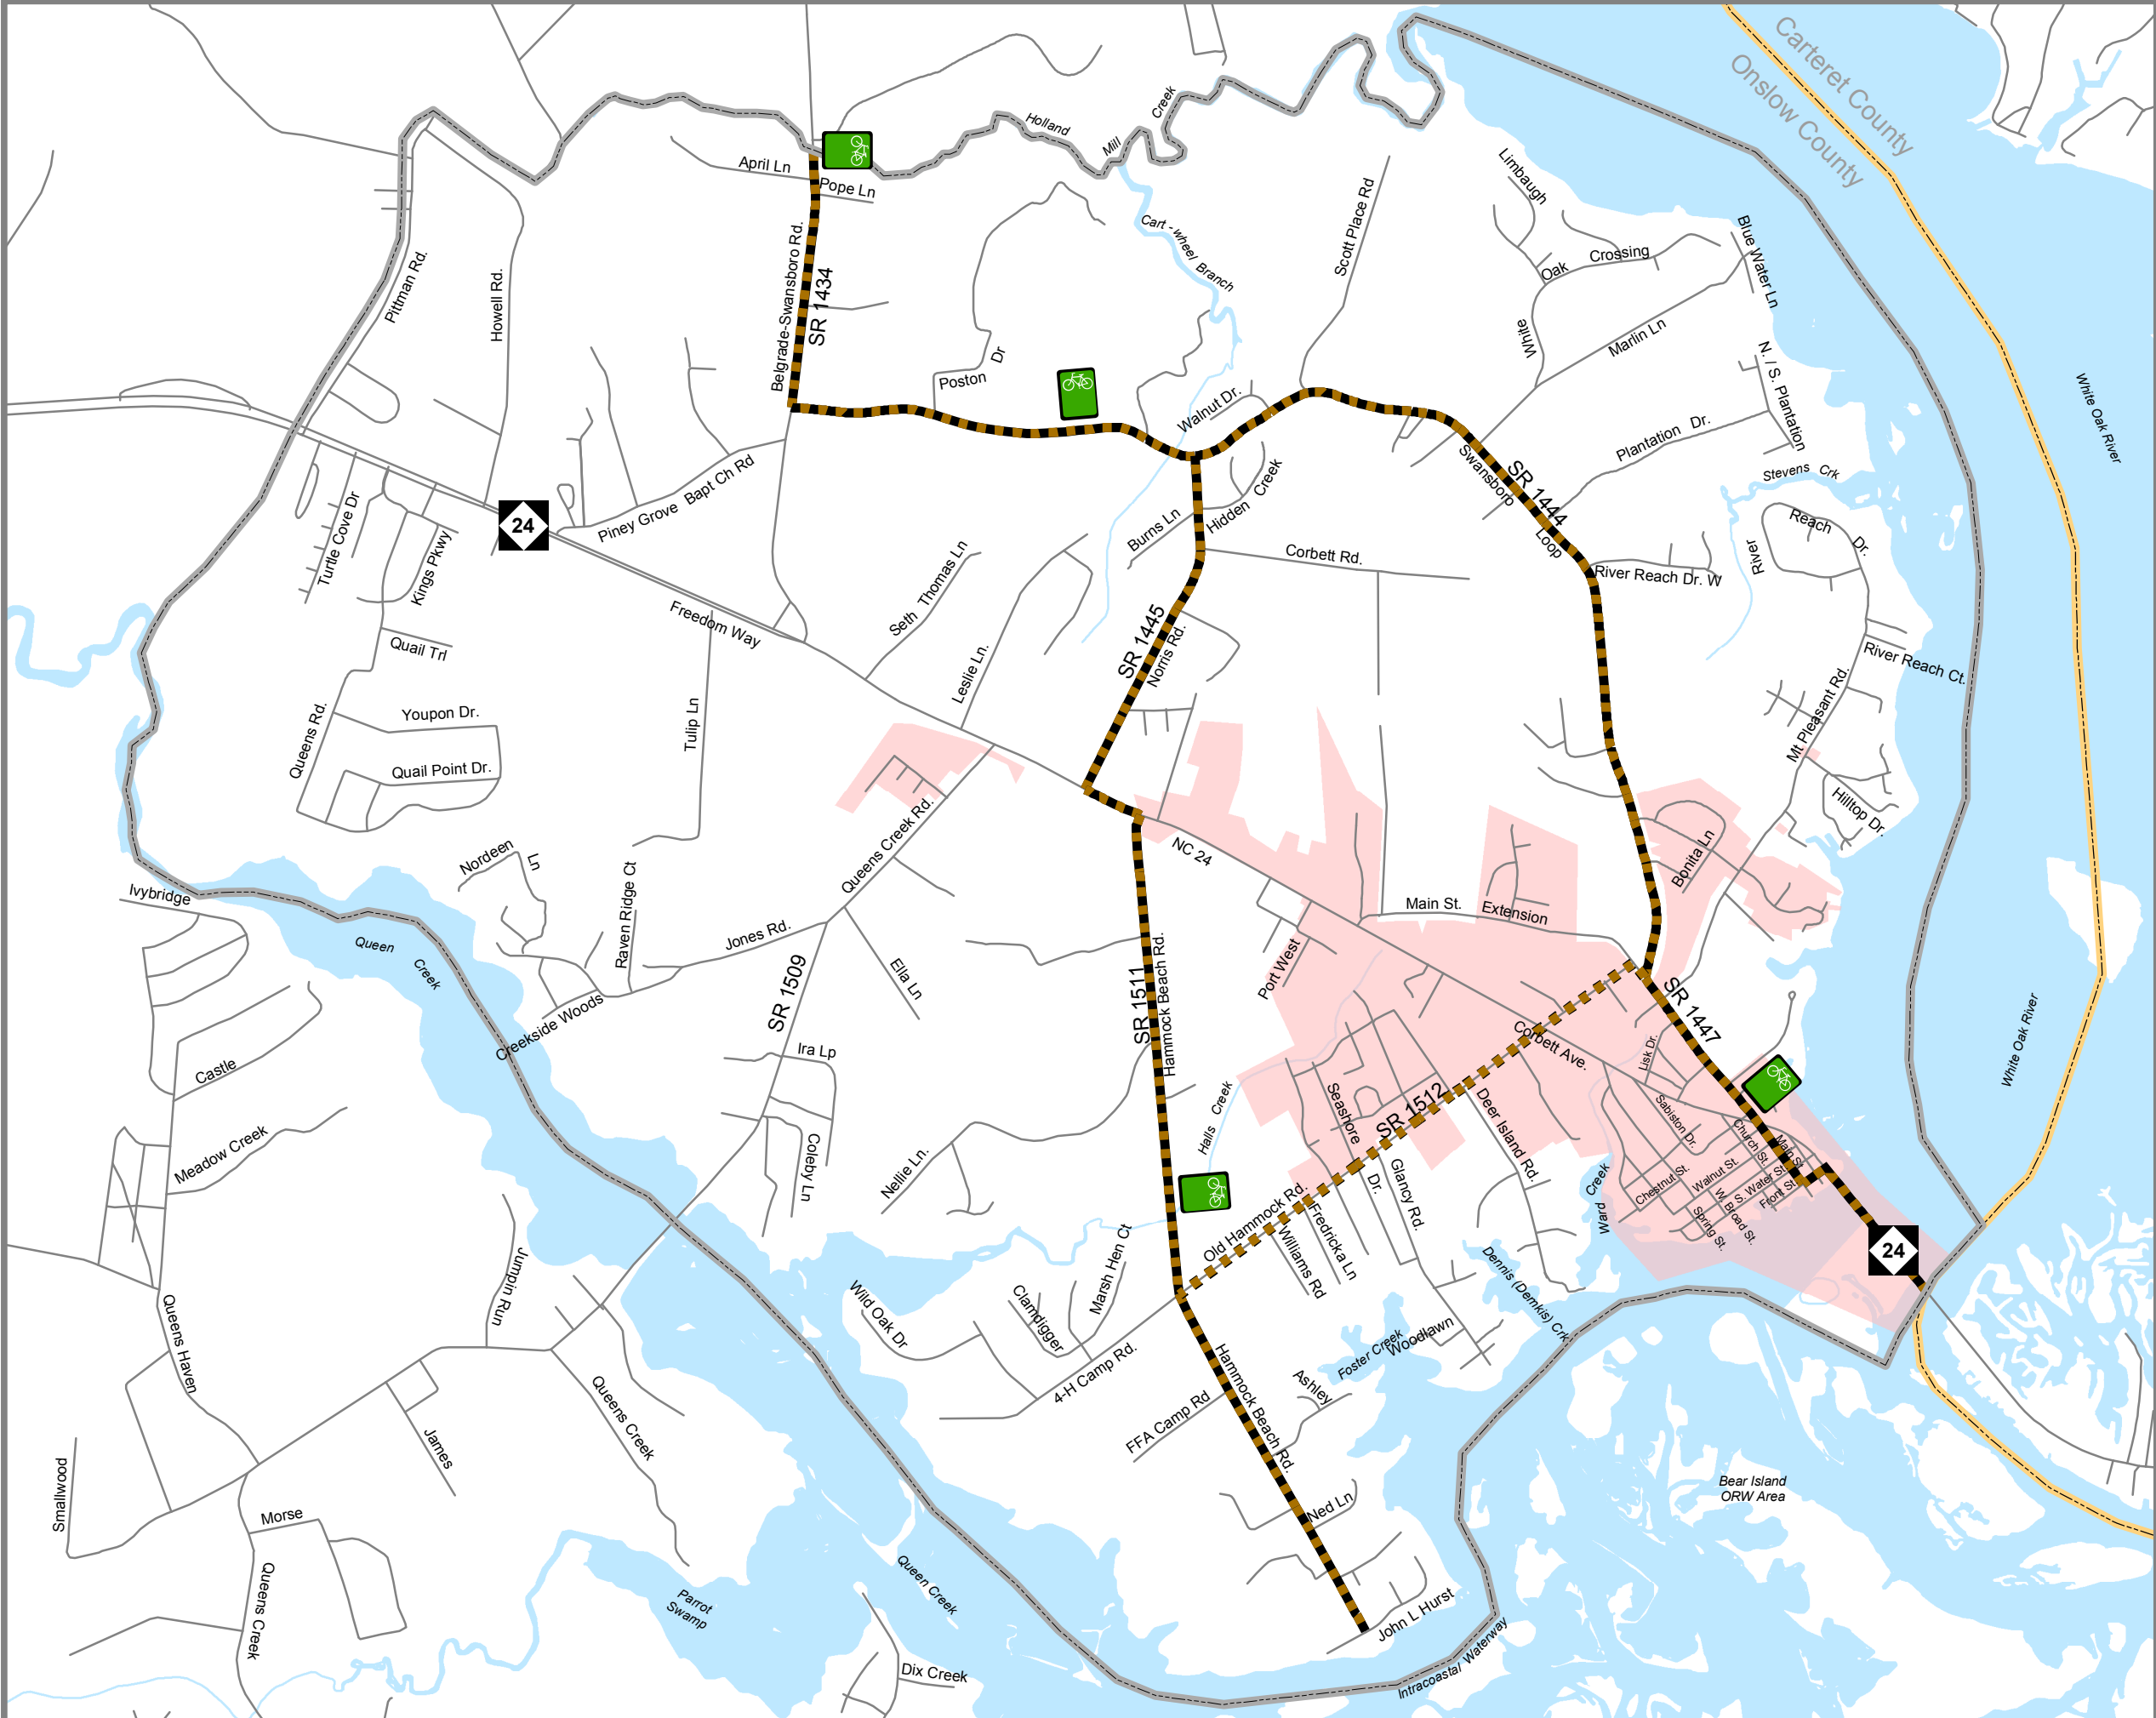 Carteret County
Onslow County
Holland
Mill
Creek
April Ln
Pope Ln
Limbaugh
Scott Place Rd
Cart - wheel Branch
Blue Water Ln
Oak
Crossing
White
Marlin Ln
Pittman Rd.
Howell Rd.
Belgrade-Swansboro Rd.
SR 1434
Poston
Dr
Walnut Dr.
N. / S. Plantation
White Oak River
Plantation Dr.
Swansboro
SR 1444
Loop
Stevens Crk
Hidden Creek
Burns Ln
Piney Grove Bapt Ch Rd
24
Turtle Cove Dr
Kings Pkwy
Reach
Dr.
River
River Reach Dr. W
Corbett Rd.
Seth Thomas Ln
Freedom Way
Quail Trl
Leslie Ln.
SR 1445
Norris Rd.
River Reach Ct.
Mt Pleasant Rd.
Queens Rd.
Youpon Dr.
Quail Point Dr.
Tulip Ln
Hilltop Dr.
Queens Creek Rd.
NC 24
Bonita Ln
Nordeen
Ln
Ivybridge
Raven Ridge Ct
Jones Rd.
Main St.
Extension
Queen
Creek
Ella Ln
SR 1509
SR 1511
Hammock Beach Rd.
Port West
SR 1447
White Oak River
Creekside Woods
Corbett Ave.
Lisk Dr.
Ira Lp
Castle
Halls Creek
Seashore
Dr.
SR 1512
Deer Island Rd.
Sabiston Dr.
Church St.
Main St.
Meadow Creek
Coleby Ln
Nellie Ln.
Glancy Rd.
Chestnut St.
Walnut St.
S. Water St.
Front St.
W. Broad St.
Spring St.
Ward
Creek
Old Hammock Rd.
Fredricka Ln
Williams Rd
24
Jumpin Run
Marsh Hen Ct
Clamdigger
Wild Oak Dr
Dennis (Demkis) Crk
Queens Haven
4-H Camp Rd.
Foster Creek
Woodlawn
Hammock Beach Rd.
Ashley
FFA Camp Rd
Queens Creek
James
Smallwood
Bear Island
ORW Area
Morse
Ned Ln
Queens Creek
Queen Creek
Parrot
Swamp
John L Hurst
Intracoastal Waterway
Dix Creek